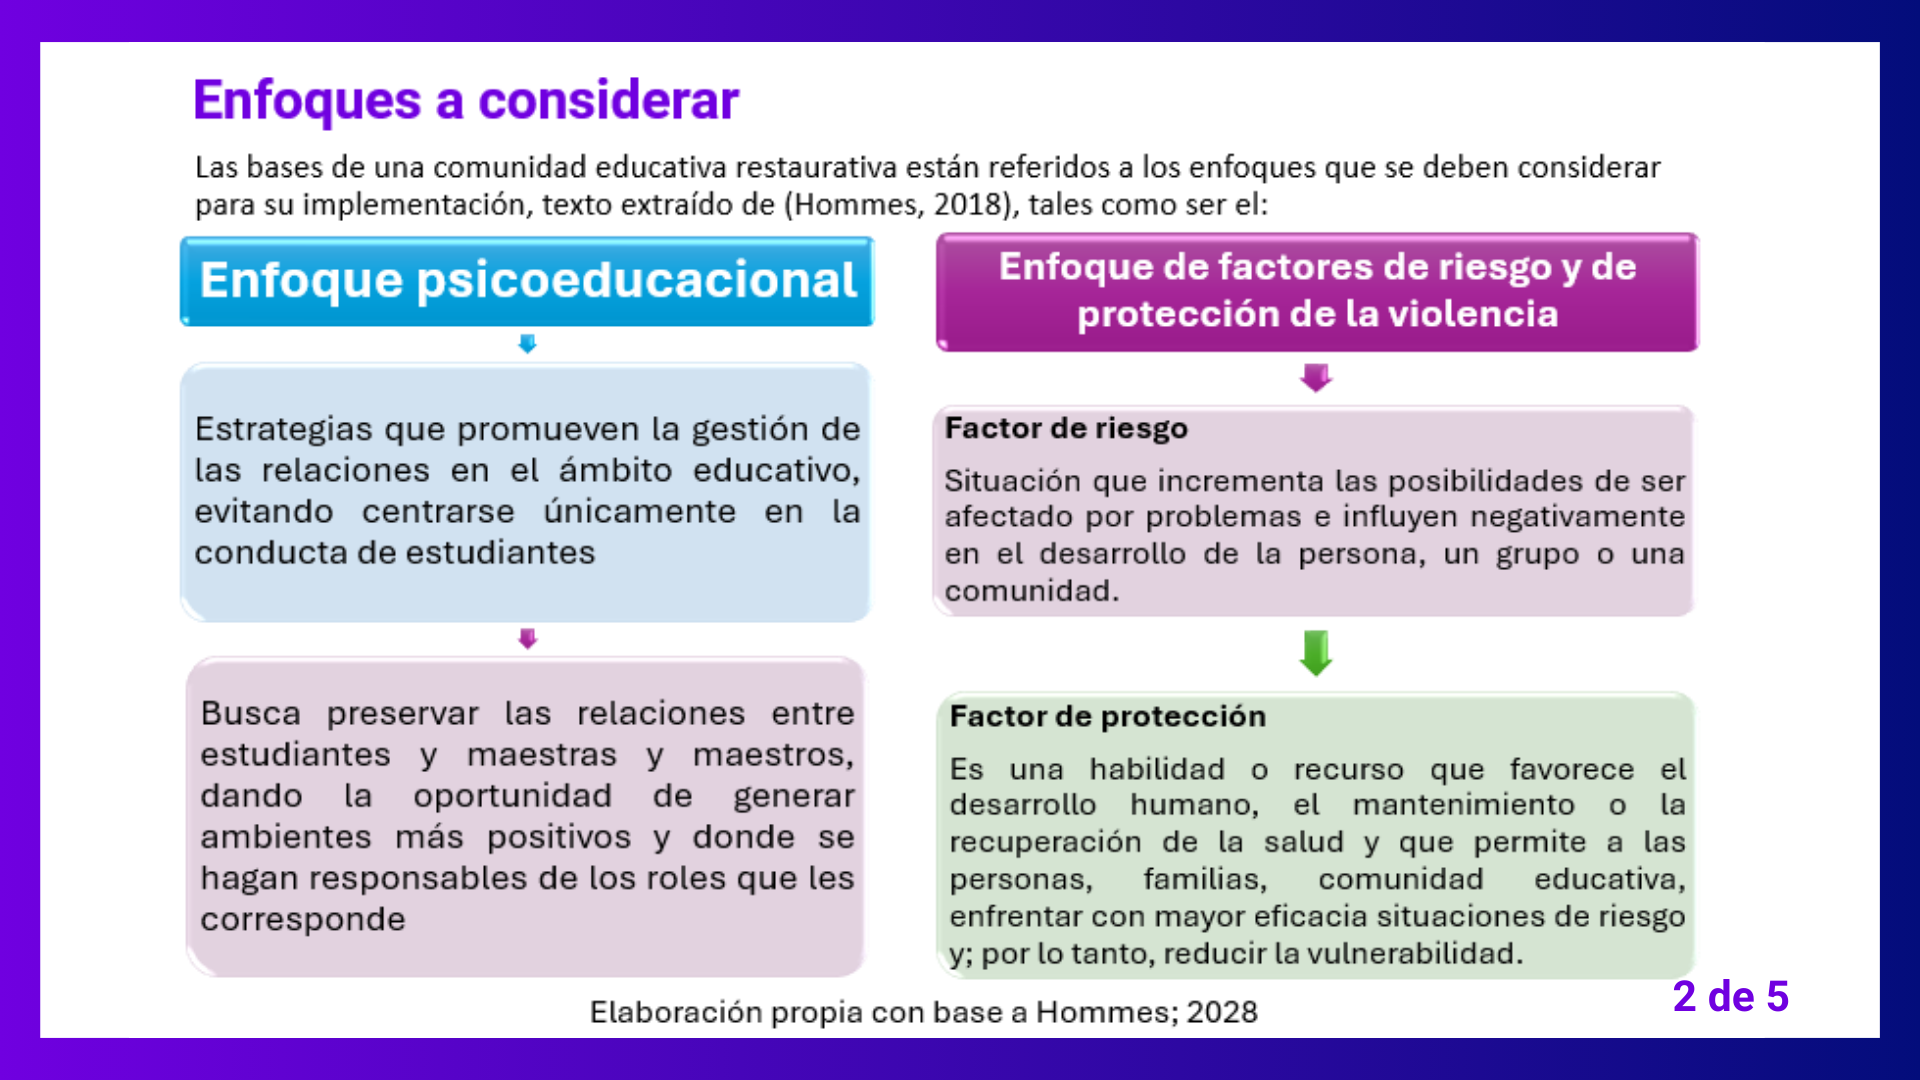 Enfoques a considerar
Las bases de una comunidad educativa restaurativa están referidos a los enfoques que se deben considerar
para su implementación, texto extraído de (Hommes, 2018), tales como ser el:
Enfoque psicoeducacional
Estrategias que promueven la gestión de
las relaciones en el ámbito educativo,
evitando centrarse únicamente en la
conducta de estudiantes
Busca preservar las relaciones entre
estudiantes y maestras y maestros,
dando la oportunidad de generar
ambientes más positivos y donde se
hagan responsables de los roles que les
corresponde
Enfoque de factores de riesgo y de
protección de la violencia
Factor de riesgo
Situación que incrementa las posibilidades de ser
afectado por problemas e influyen negativamente
en el desarrollo de la persona, un grupo o una
comunidad.
Factor de protección
Es una habilidad o recurso que favorece el
desarrollo humano, el mantenimiento o la
recuperación de la salud y que permite a las
personas, familias, comunidad educativa,
enfrentar con mayor eficacia situaciones de riesgo
y; por lo tanto, reducir la vulnerabilidad.
Elaboración propia con base a Hommes; 2028
2 de 5